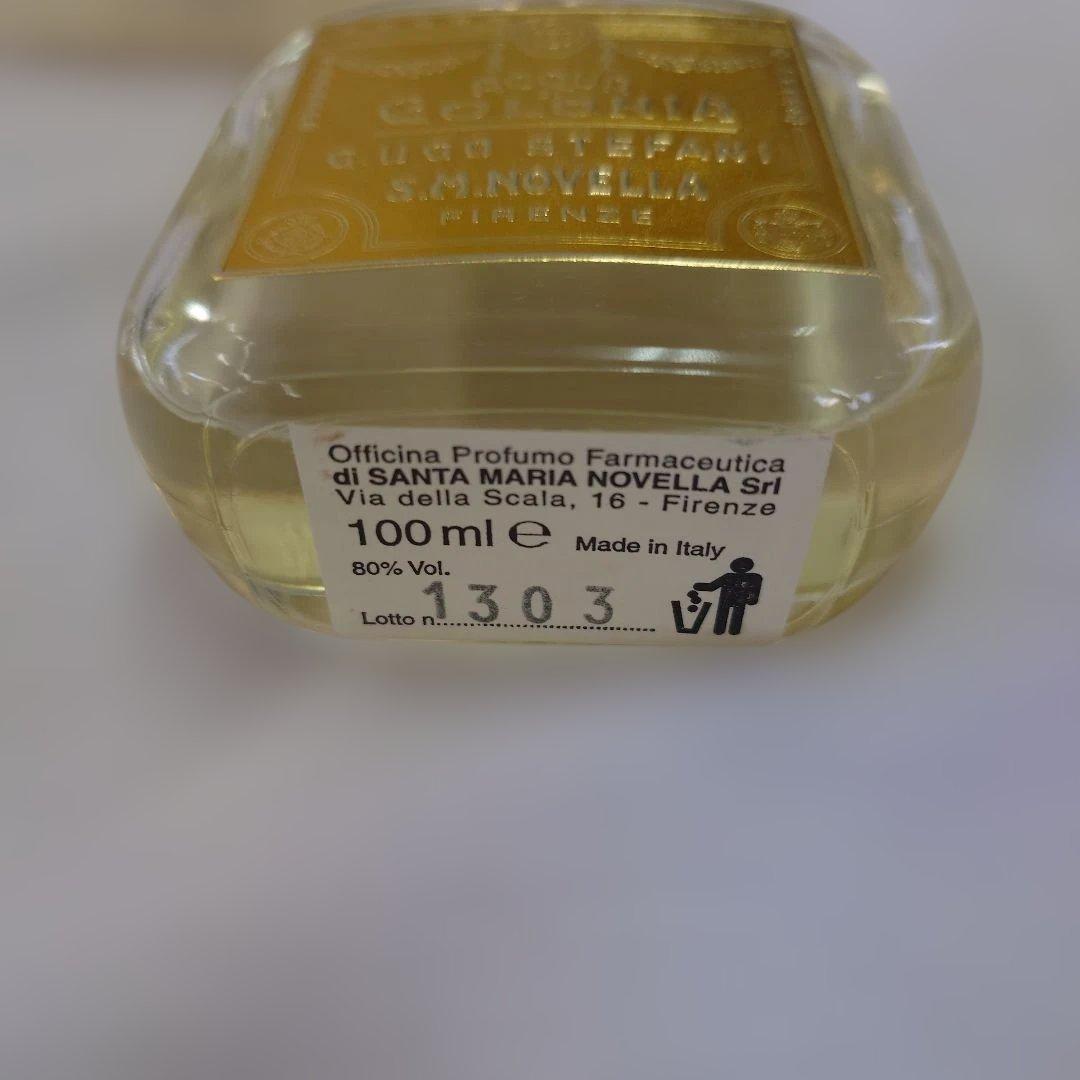 ACQUA
COLONIA
G. UGO STEFANI
S.M.NOVELLA
FIRENZE
Officina Profumo Farmaceutica
di SANTA MARIA NOVELLA Srl
Via della Scala, 16 - Firenze
100 ml ℮ Made in Italy
80% Vol.
Lotto n. 1303